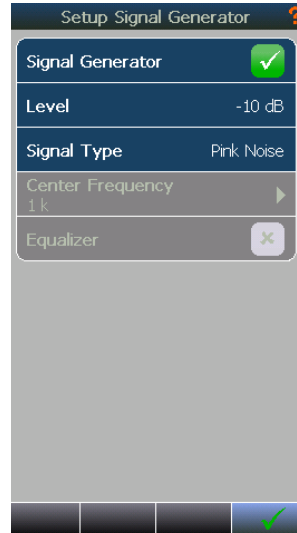 Setup Signal Generator ?
Signal Generator
Level -10 dB
Signal Type Pink Noise
Center Frequency
1 k
Equalizer